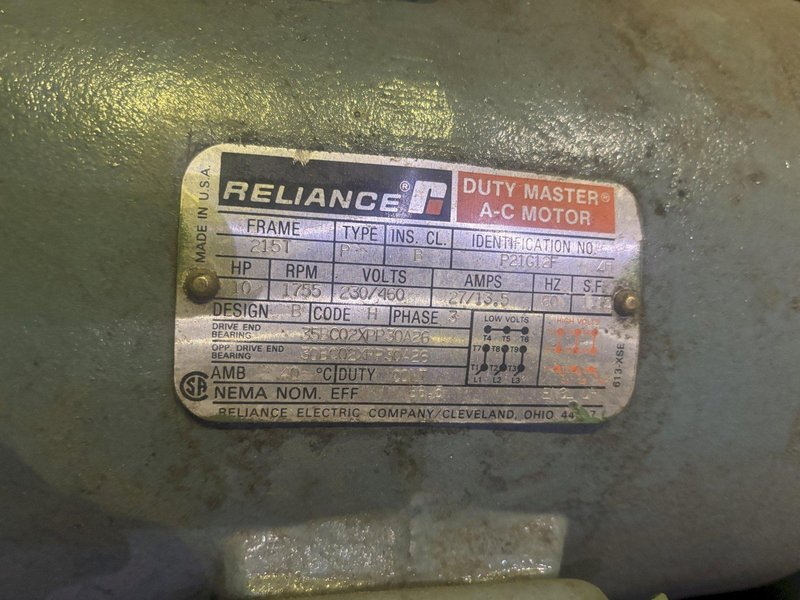 MADE IN U.S.A.
RELIANCE®
DUTY MASTER®
A-C MOTOR
FRAME TYPE INS. CL. IDENTIFICATION NO.
215T P B
HP RPM VOLTS AMPS HZ S.F.
10 1755 230/460 27/13.5 60
DESIGN B CODE H PHASE 3
LOW VOLTS
HIGH VOLTS
T4 T5 T6
T7 T8 T9
T1 T2 T3
L1 L2 L3
DRIVE END
BEARING 35BC02XPP30A26
OPP. DRIVE END
BEARING 30BC02XPP30A26
AMB 40 °C DUTY
NEMA NOM. EFF
RELIANCE ELECTRIC COMPANY/CLEVELAND, OHIO
613-XSE